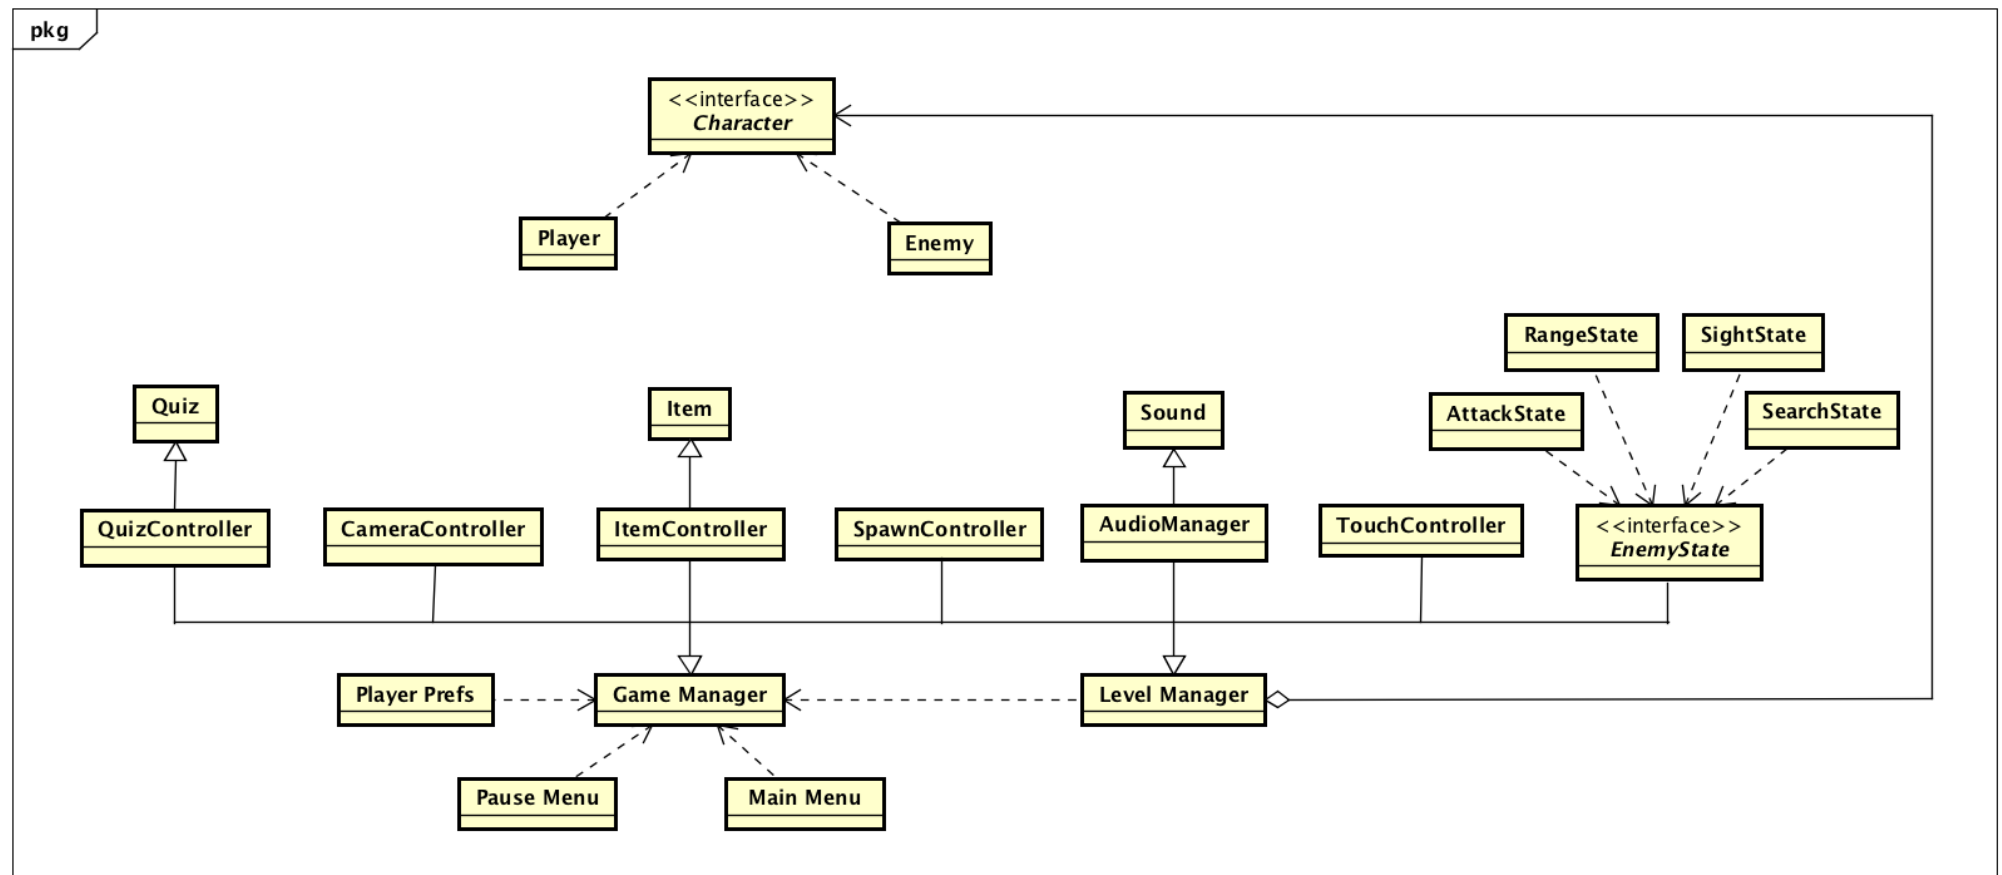 pkg
<<interface>>
Character
Player
Enemy
RangeState
SightState
Quiz
Item
Sound
AttackState
SearchState
QuizController
CameraController
ItemController
SpawnController
AudioManager
TouchController
<<interface>>
EnemyState
Player Prefs
Game Manager
Level Manager
Pause Menu
Main Menu